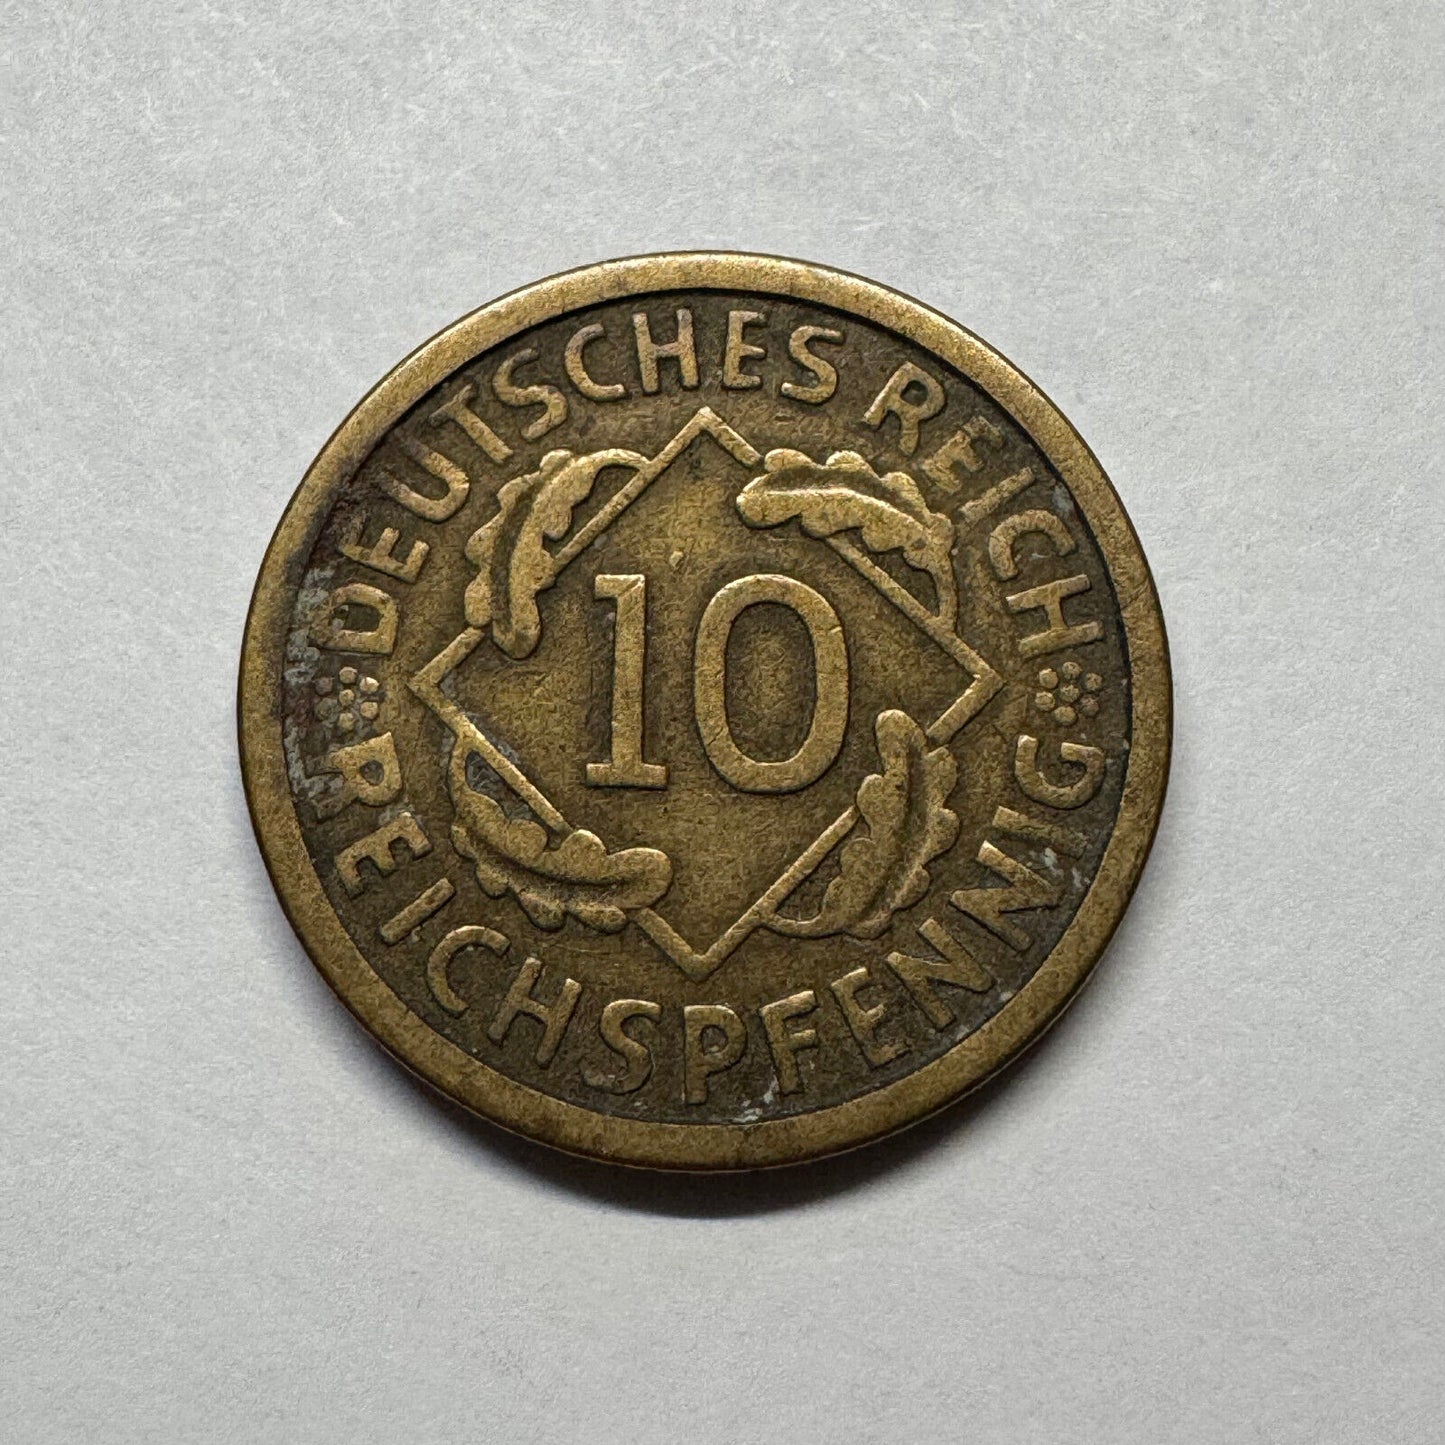 DEUTSCHES REICH
10
REICHSPFENNIG